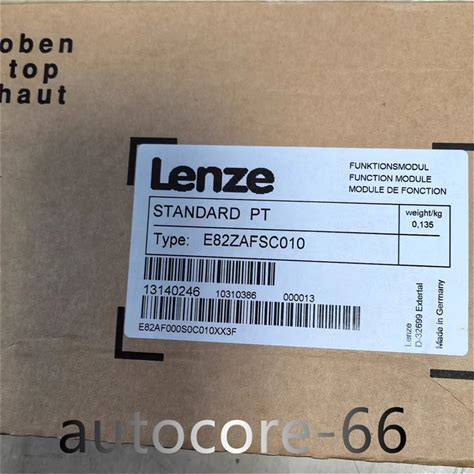 oben
top
haut
Lenze
FUNKTIONSMODUL
FUNCTION MODULE
MODULE DE FONCTION
STANDARD PT
weight/kg
0,135
Type: E82ZAFSC010
13140246 10310386 000013
E82AF000S0C010XX3F
Lenze
D-32699 Extertal
Made in Germany
autocore-66